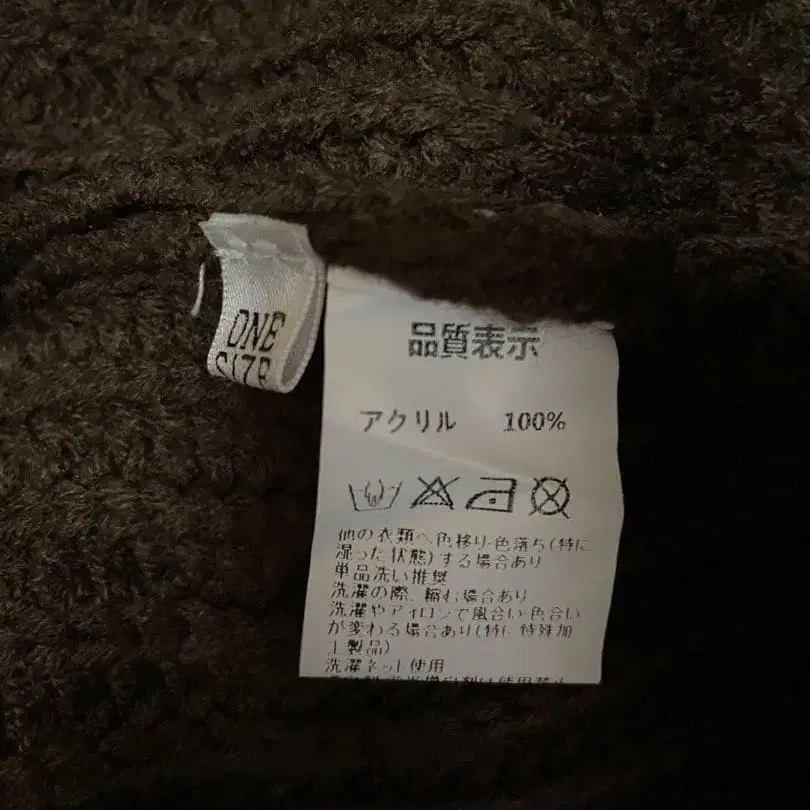 ONE
SIZE
品質表示
アクリル 100%
他の衣類へ色移り·色落ち(特に
湿った状態)する場合あり
単品洗い推奨
洗濯の際、縮む場合あり
洗濯やアイロンで風合い·色合い
が変わる場合あり(特に特殊加
工製品)
洗濯ネット使用